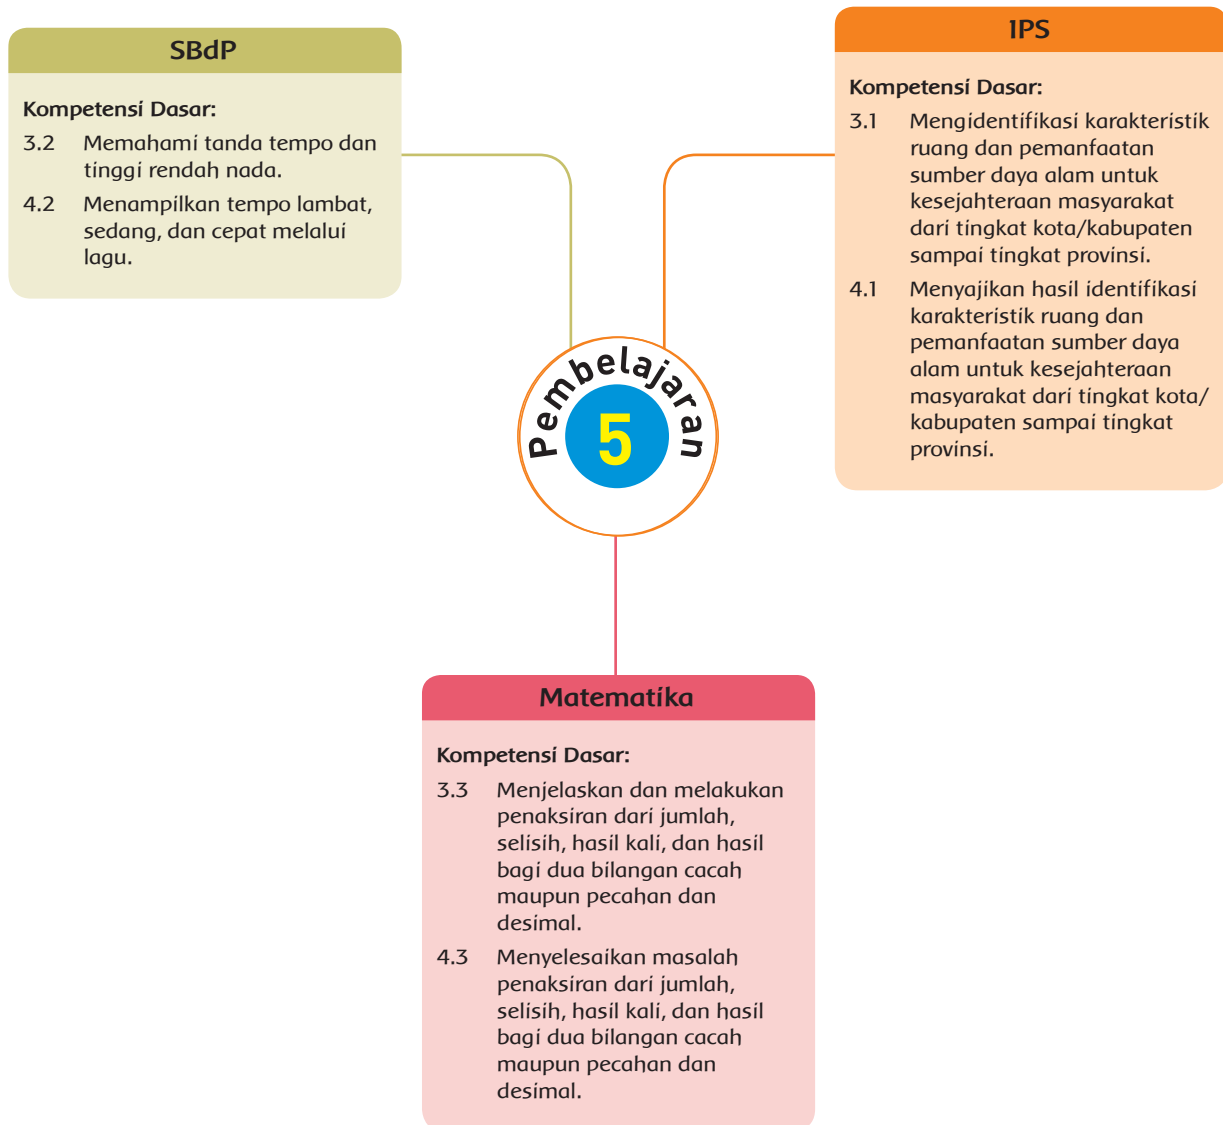 SBdP
Kompetensi Dasar:
3.2 Memahami tanda tempo dan
tinggi rendah nada.
4.2 Menampilkan tempo lambat,
sedang, dan cepat melalui
lagu.
IPS
Kompetensi Dasar:
3.1 Mengidentifikasi karakteristik
ruang dan pemanfaatan
sumber daya alam untuk
kesejahteraan masyarakat
dari tingkat kota/kabupaten
sampai tingkat provinsi.
4.1 Menyajikan hasil identifikasi
karakteristik ruang dan
pemanfaatan sumber daya
alam untuk kesejahteraan
masyarakat dari tingkat kota/
kabupaten sampai tingkat
provinsi.
Pembelajaran
5
Matematika
Kompetensi Dasar:
3.3 Menjelaskan dan melakukan
penaksiran dari jumlah,
selisih, hasil kali, dan hasil
bagi dua bilangan cacah
maupun pecahan dan
desimal.
4.3 Menyelesaikan masalah
penaksiran dari jumlah,
selisih, hasil kali, dan hasil
bagi dua bilangan cacah
maupun pecahan dan
desimal.